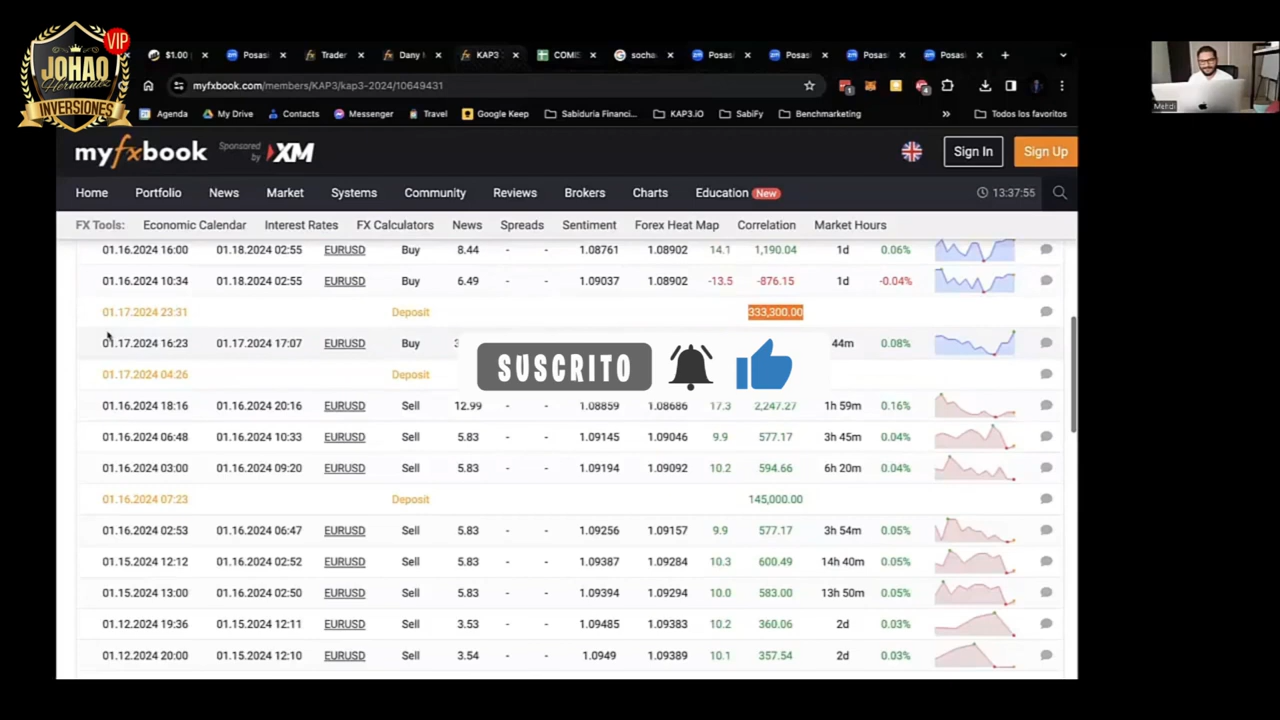 VIP
JOHAO
Hernandez
INVERSIONES
$1.00 Posas Trader Dany KAP3 COMIS socha Posas Posas Posas Posas
myfxbook.com/members/KAP3/kap3-2024/10649431
Agenda My Drive Contacts Messenger Travel Google Keep Sabiduria Financi... KAP3.iO SabiFy Benchmarketing » Todos los favoritos
Mehdi
myfxbook Sponsored by XM Sign In Sign Up
Home Portfolio News Market Systems Community Reviews Brokers Charts Education New 13:37:55
FX Tools: Economic Calendar Interest Rates FX Calculators News Spreads Sentiment Forex Heat Map Correlation Market Hours
01.16.2024 16:00 01.18.2024 02:55 EURUSD Buy 8.44 1.08761 1.08902 14.1 1,190.04 1d 0.06%
01.16.2024 10:34 01.18.2024 02:55 EURUSD Buy 6.49 - - 1.09037 1.08902 -13.5 -876.15 1d -0.04%
01.17.2024 23:31 Deposit 333,300.00
01.17.2024 16:23 01.17.2024 17:07 EURUSD Buy 44m 0.08%
SUSCRITO
01.17.2024 04:26 Deposit
01.16.2024 18:16 01.16.2024 20:16 EURUSD Sell 12.99 - - 1.08859 1.08686 17.3 2,247.27 1h 59m 0.16%
01.16.2024 06:48 01.16.2024 10:33 EURUSD Sell 5.83 - - 1.09145 1.09046 9.9 577.17 3h 45m 0.04%
01.16.2024 03:00 01.16.2024 09:20 EURUSD Sell 5.83 - - 1.09194 1.09092 10.2 594.66 6h 20m 0.04%
01.16.2024 07:23 Deposit 145,000.00
01.16.2024 02:53 01.16.2024 06:47 EURUSD Sell 5.83 - - 1.09256 1.09157 9.9 577.17 3h 54m 0.05%
01.15.2024 12:12 01.16.2024 02:52 EURUSD Sell 5.83 - - 1.09387 1.09284 10.3 600.49 14h 40m 0.05%
01.15.2024 13:00 01.16.2024 02:50 EURUSD Sell 5.83 - - 1.09394 1.09294 10.0 583.00 13h 50m 0.05%
01.12.2024 19:36 01.15.2024 12:11 EURUSD Sell 3.53 - - 1.09485 1.09383 10.2 360.06 2d 0.03%
01.12.2024 20:00 01.15.2024 12:10 EURUSD Sell 3.54 - - 1.0949 1.09389 10.1 357.54 2d 0.03%